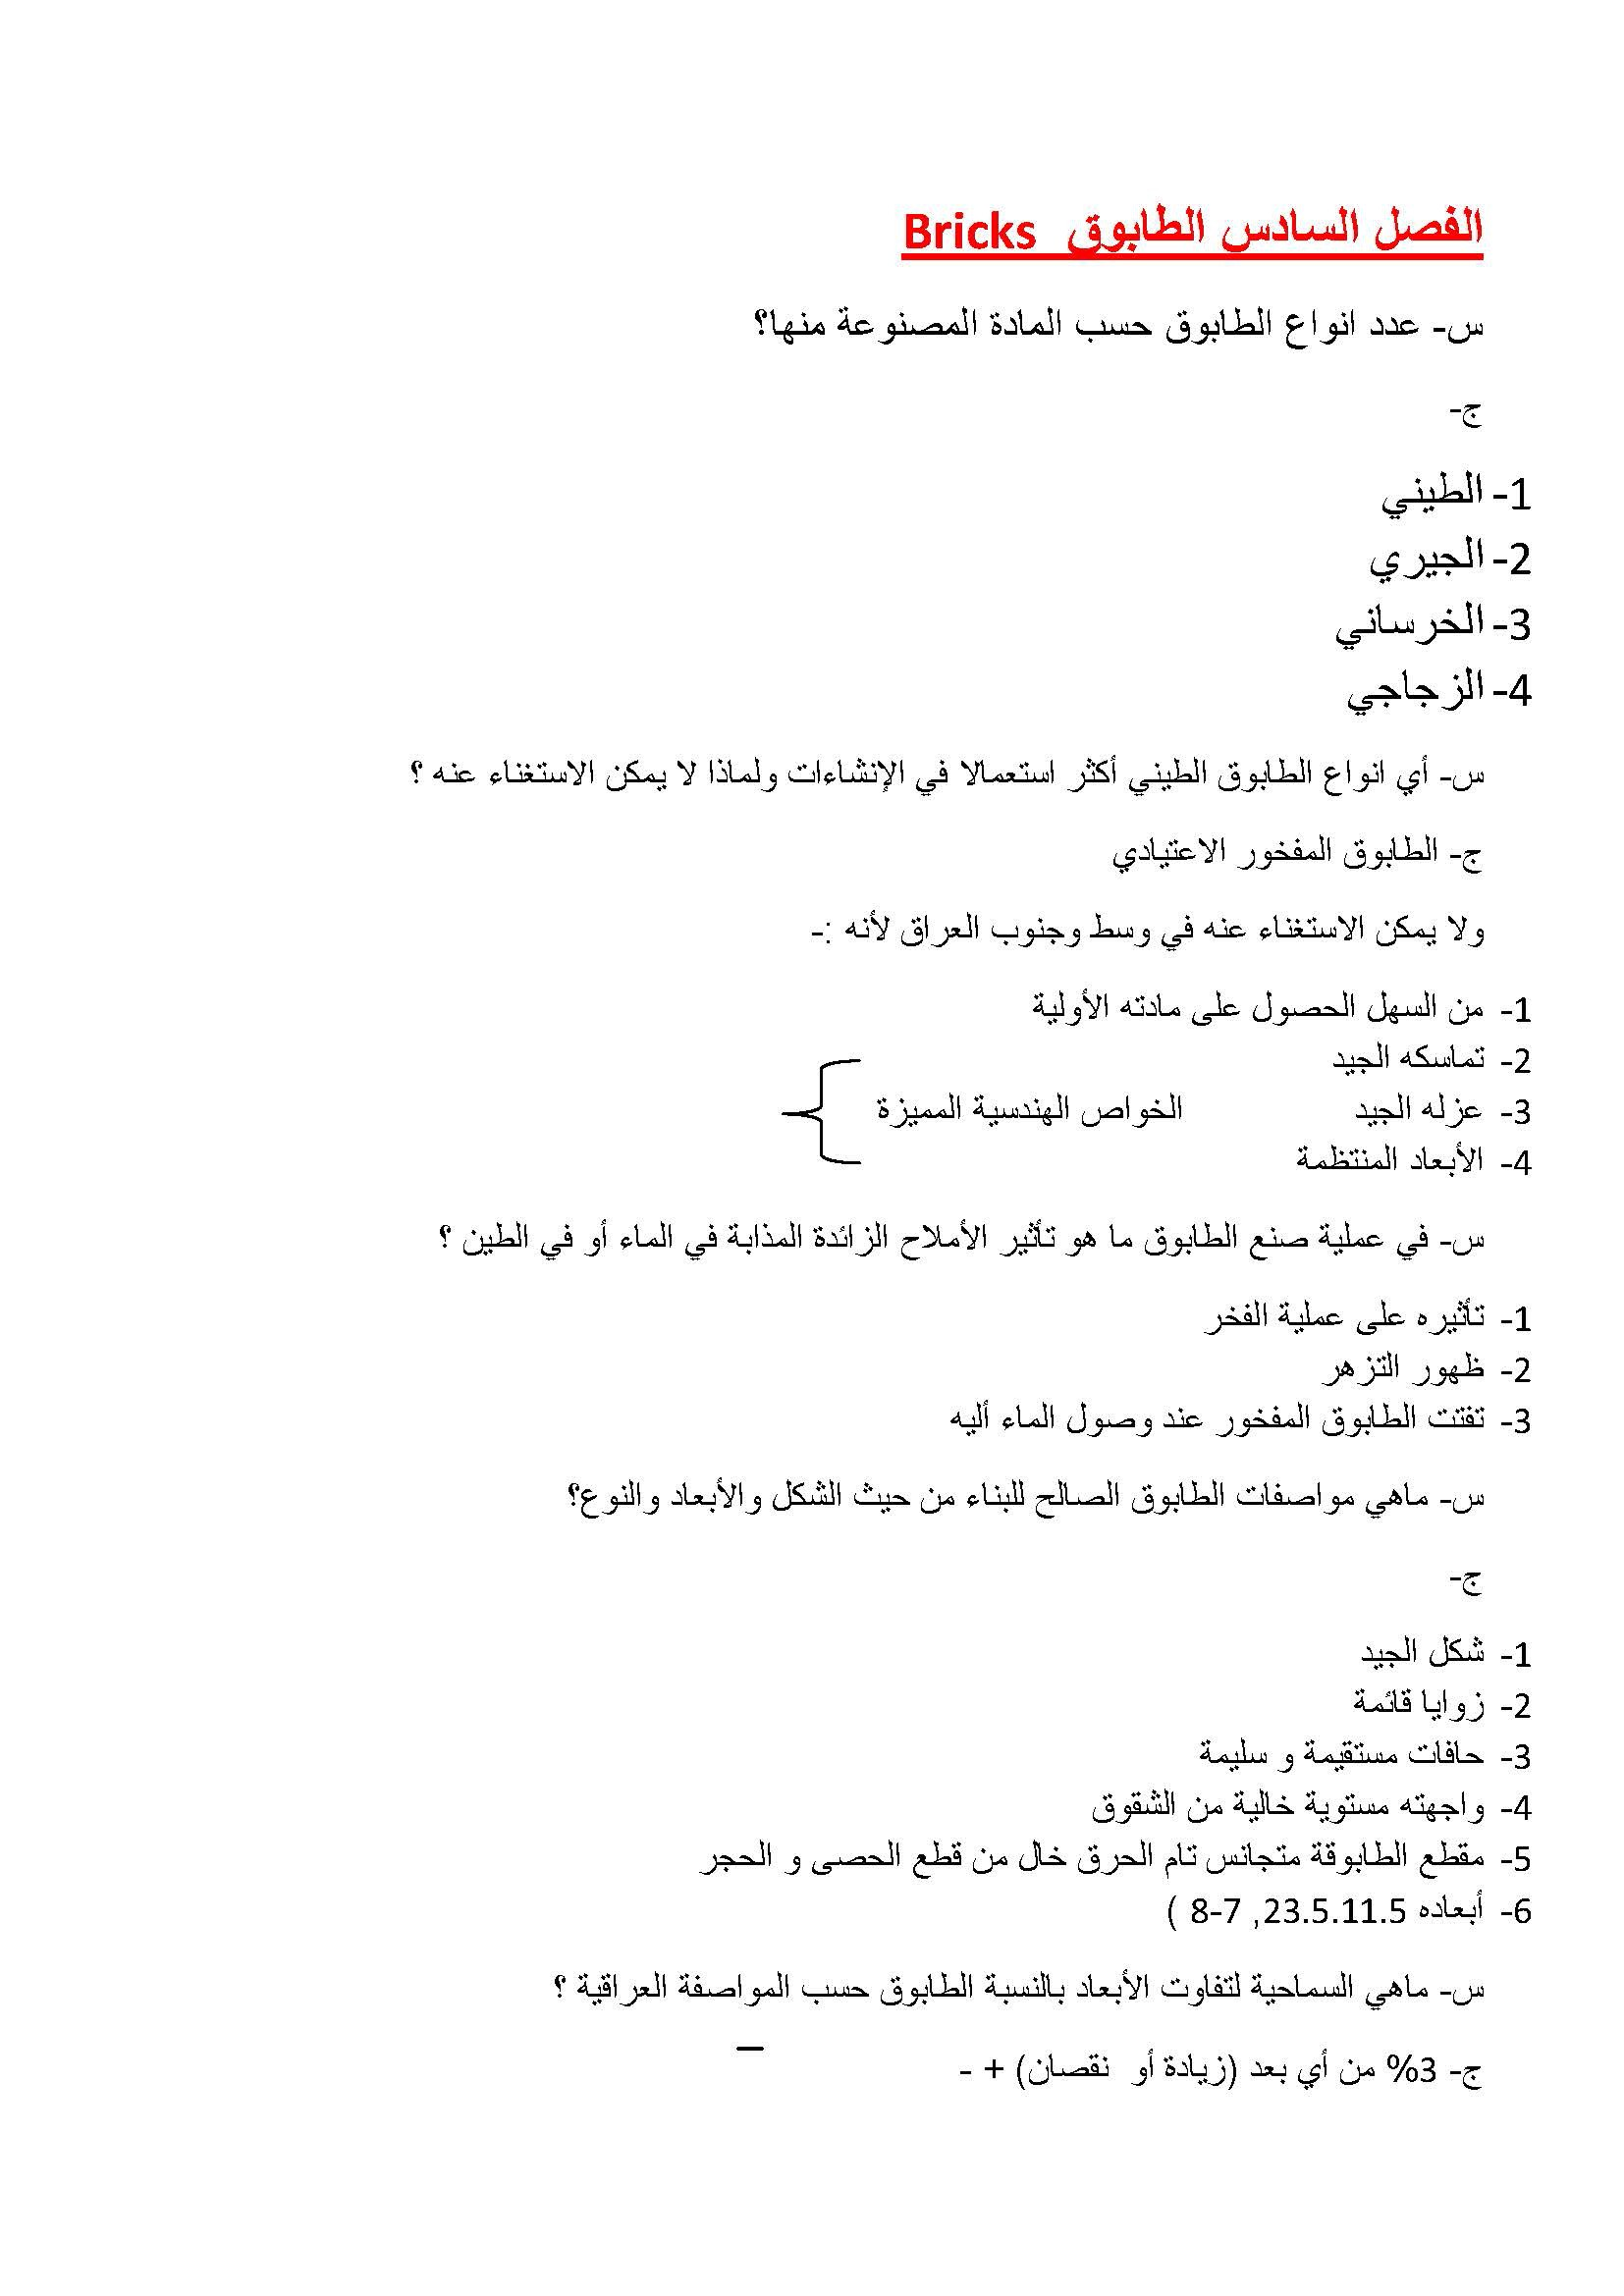 الفصل السادس الطابوق Bricks
س- عدد انواع الطابوق حسب المادة المصنوعة منها؟
ج-
1- الطيني
2- الجيري
3- الخرساني
4- الزجاجي
س- أي انواع الطابوق الطيني أكثر استعمالا في الإنشاءات ولماذا لا يمكن الاستغناء عنه ؟
ج- الطابوق المفخور الاعتيادي
ولا يمكن الاستغناء عنه في وسط وجنوب العراق لأنه :-
1- من السهل الحصول على مادته الأولية
2- تماسكه الجيد
3- عزله الجيد الخواص الهندسية المميزة
4- الأبعاد المنتظمة
س- في عملية صنع الطابوق ما هو تأثير الأملاح الزائدة المذابة في الماء أو في الطين ؟
1- تأثيره على عملية الفخر
2- ظهور التزهر
3- تفتت الطابوق المفخور عند وصول الماء أليه
س- ماهي مواصفات الطابوق الصالح للبناء من حيث الشكل والأبعاد والنوع؟
ج-
1- شكل الجيد
2- زوايا قائمة
3- حافات مستقيمة و سليمة
4- واجهته مستوية خالية من الشقوق
5- مقطع الطابوقة متجانس تام الحرق خال من قطع الحصى و الحجر
6- أبعاده 23.5.11.5, 7-8 )
س- ماهي السماحية لتفاوت الأبعاد بالنسبة الطابوق حسب المواصفة العراقية ؟
ج- 3% من أي بعد (زيادة أو نقصان) + -